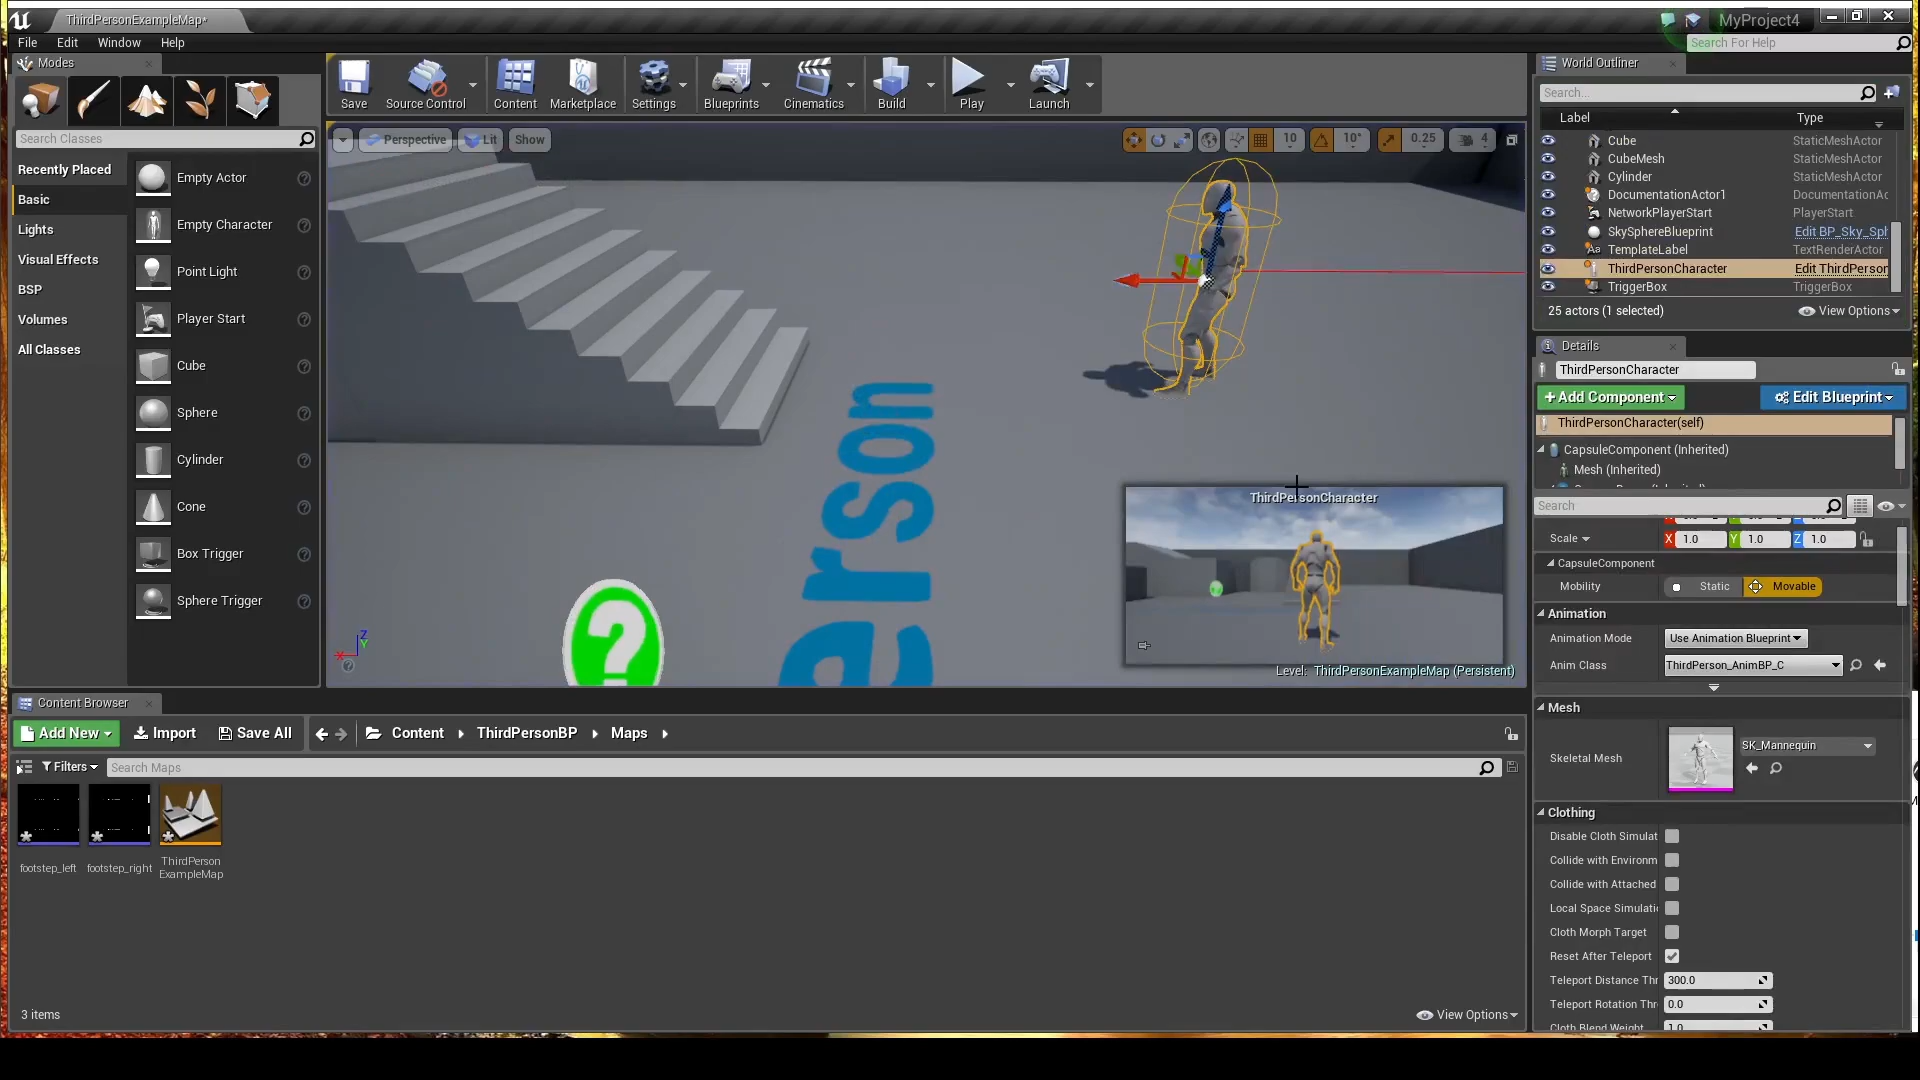 ThirdPersonExampleMap*
MyProject4
File Edit Window Help
Search For Help
Modes
Search Classes
Recently Placed
Basic
Lights
Visual Effects
BSP
Volumes
All Classes
Empty Actor
Empty Character
Point Light
Player Start
Cube
Sphere
Cylinder
Cone
Box Trigger
Sphere Trigger
Save Source Control Content Marketplace Settings Blueprints Cinematics Build Play Launch
Perspective Lit Show
10 10° 0.25 4
erson
?
ThirdPersonCharacter
Level: ThirdPersonExampleMap (Persistent)
Z
X
World Outliner
Search...
Label Type
Cube StaticMeshActor
CubeMesh StaticMeshActor
Cylinder StaticMeshActor
DocumentationActor1 DocumentationAc
NetworkPlayerStart PlayerStart
SkySphereBlueprint Edit BP_Sky_Sph
TemplateLabel TextRenderActor
ThirdPersonCharacter Edit ThirdPerson
TriggerBox TriggerBox
25 actors (1 selected) View Options
Details
ThirdPersonCharacter
+Add Component Edit Blueprint
ThirdPersonCharacter(self)
CapsuleComponent (Inherited)
Mesh (Inherited)
Search
Scale X 1.0 Y 1.0 Z 1.0
CapsuleComponent
Mobility Static Movable
Animation
Animation Mode Use Animation Blueprint
Anim Class ThirdPerson_AnimBP_C
Mesh
Skeletal Mesh SK_Mannequin
Clothing
Disable Cloth Simulat
Collide with Environm
Collide with Attached
Local Space Simulati
Cloth Morph Target
Reset After Teleport
Teleport Distance Thr 300.0
Teleport Rotation Thr 0.0
Cloth Blend Weight 1.0
Content Browser
Add New Import Save All Content ThirdPersonBP Maps
Filters Search Maps
footstep_left footstep_right ThirdPerson
ExampleMap
3 items View Options